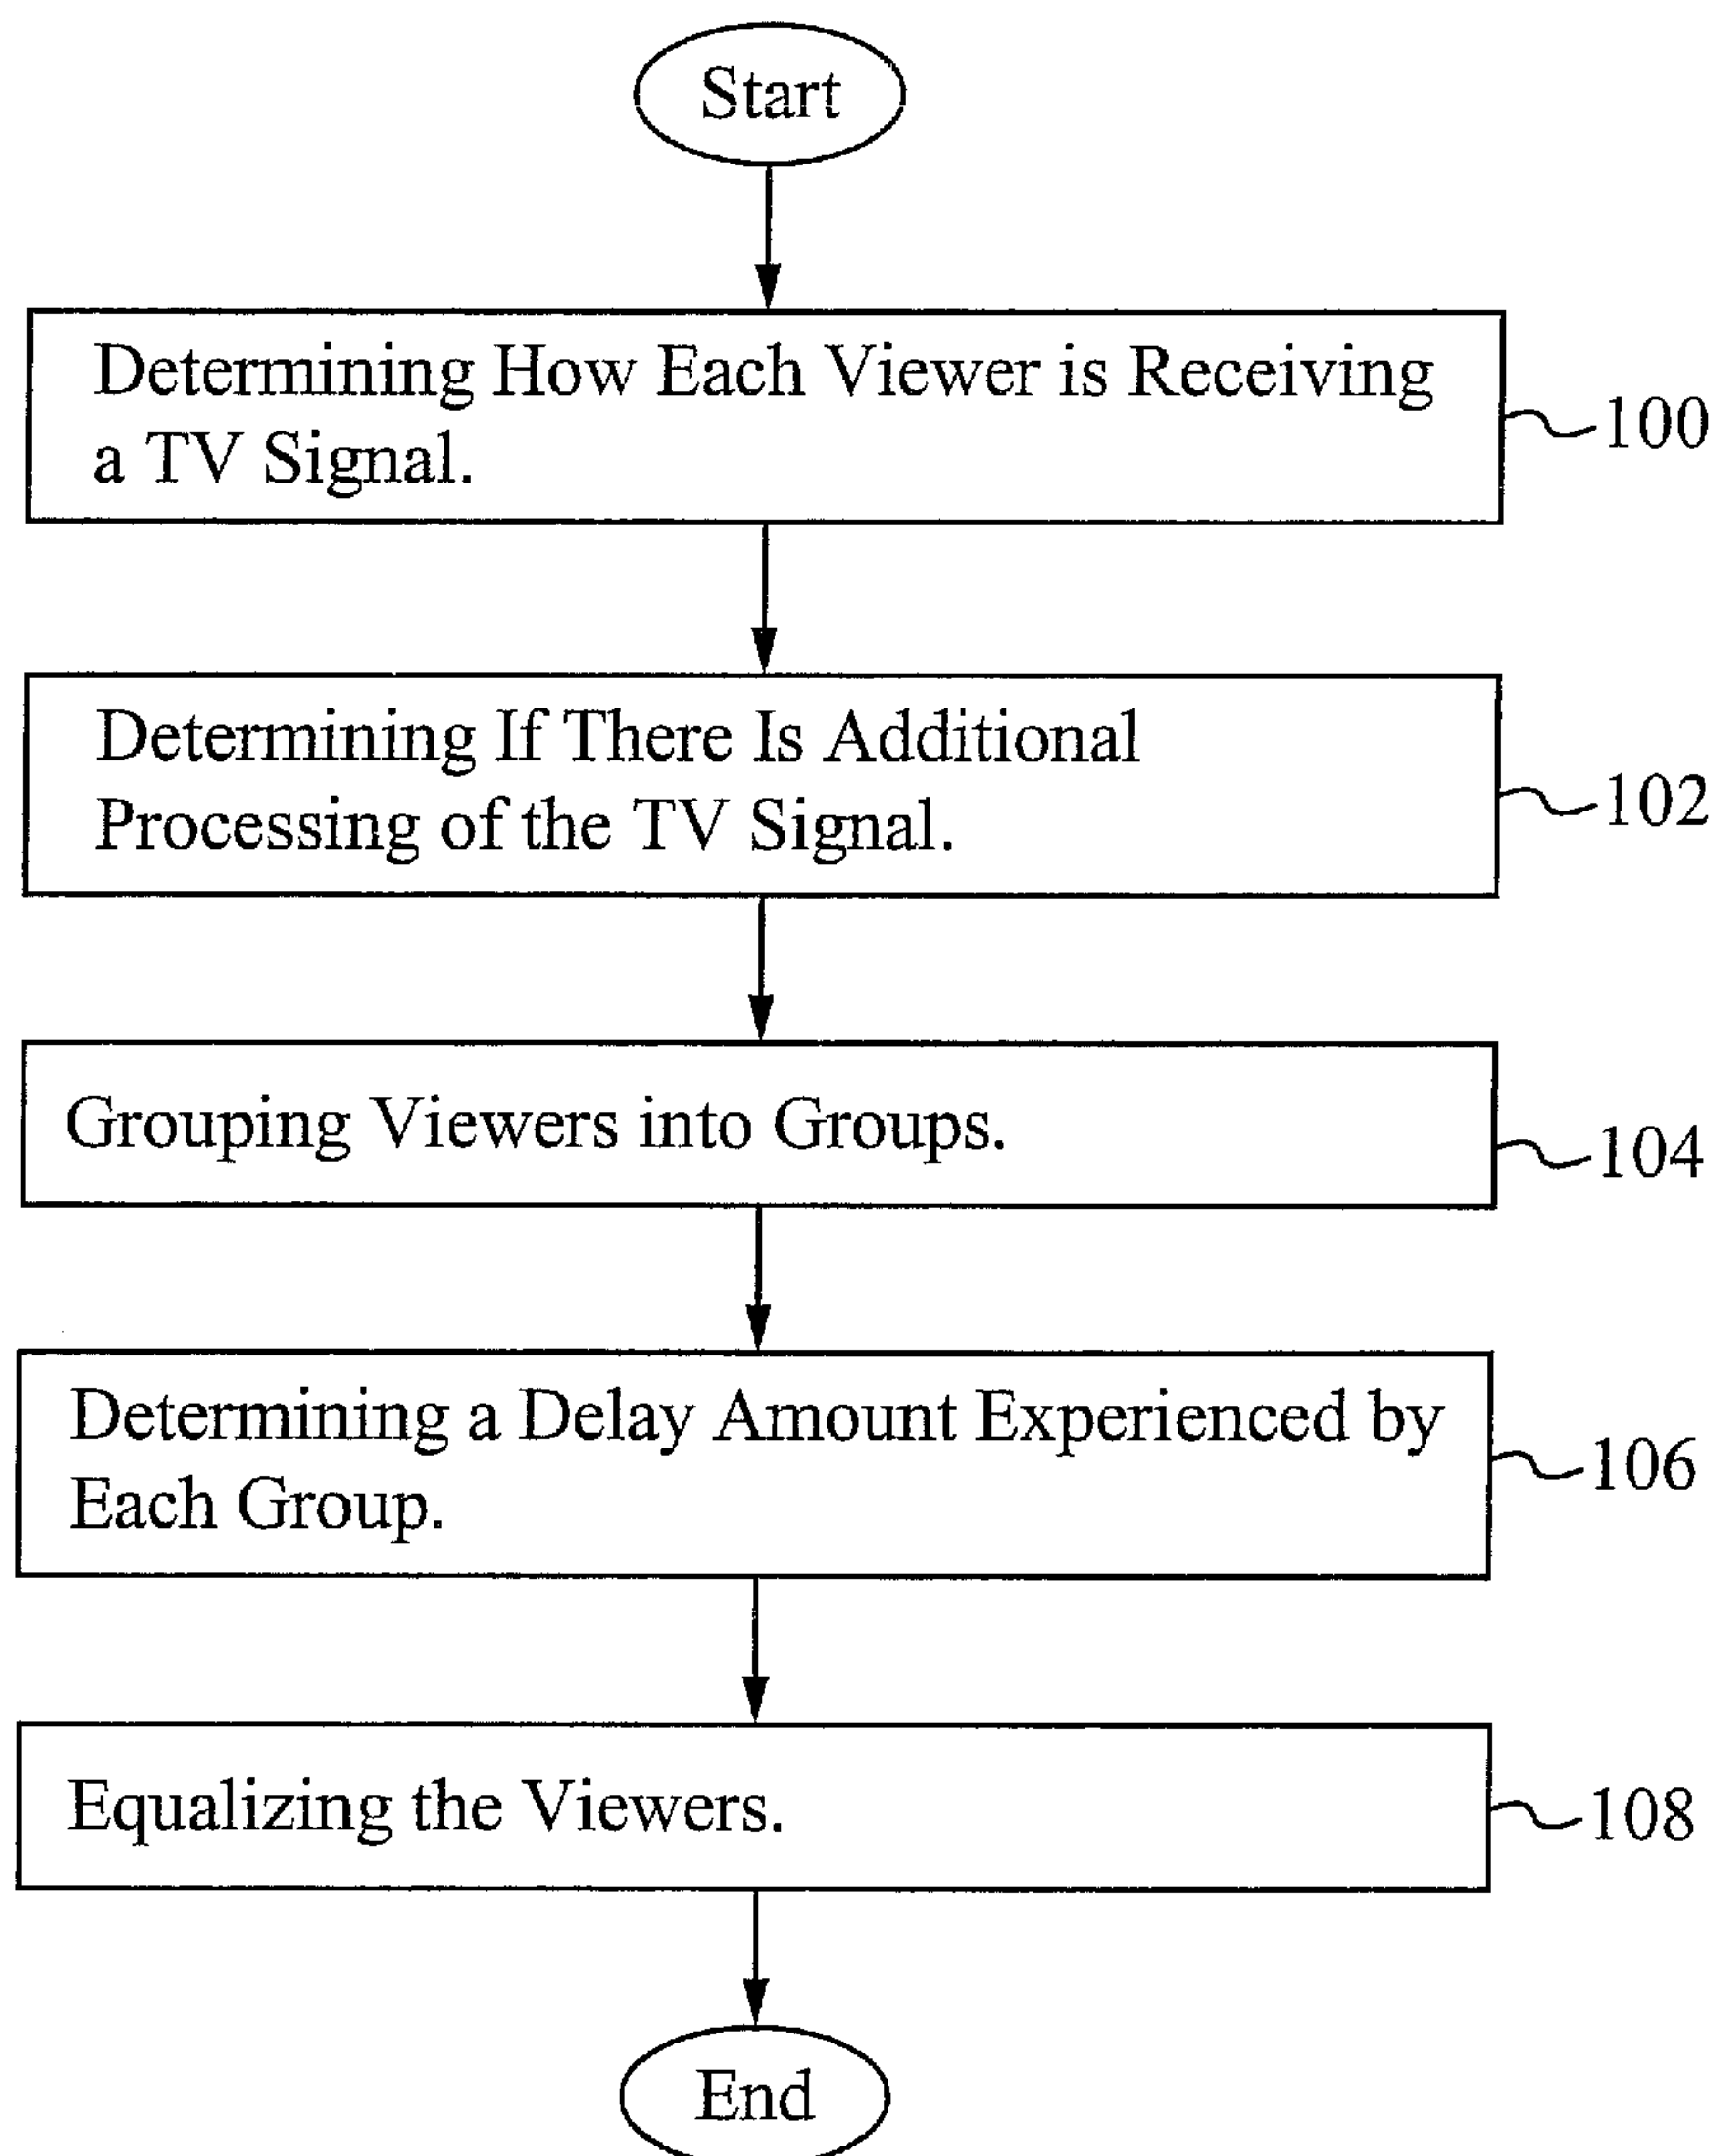 Start
Determining How Each Viewer is Receiving
a TV Signal.
100
Determining If There Is Additional
Processing of the TV Signal.
102
Grouping Viewers into Groups.
104
Determining a Delay Amount Experienced by
Each Group.
106
Equalizing the Viewers.
108
End